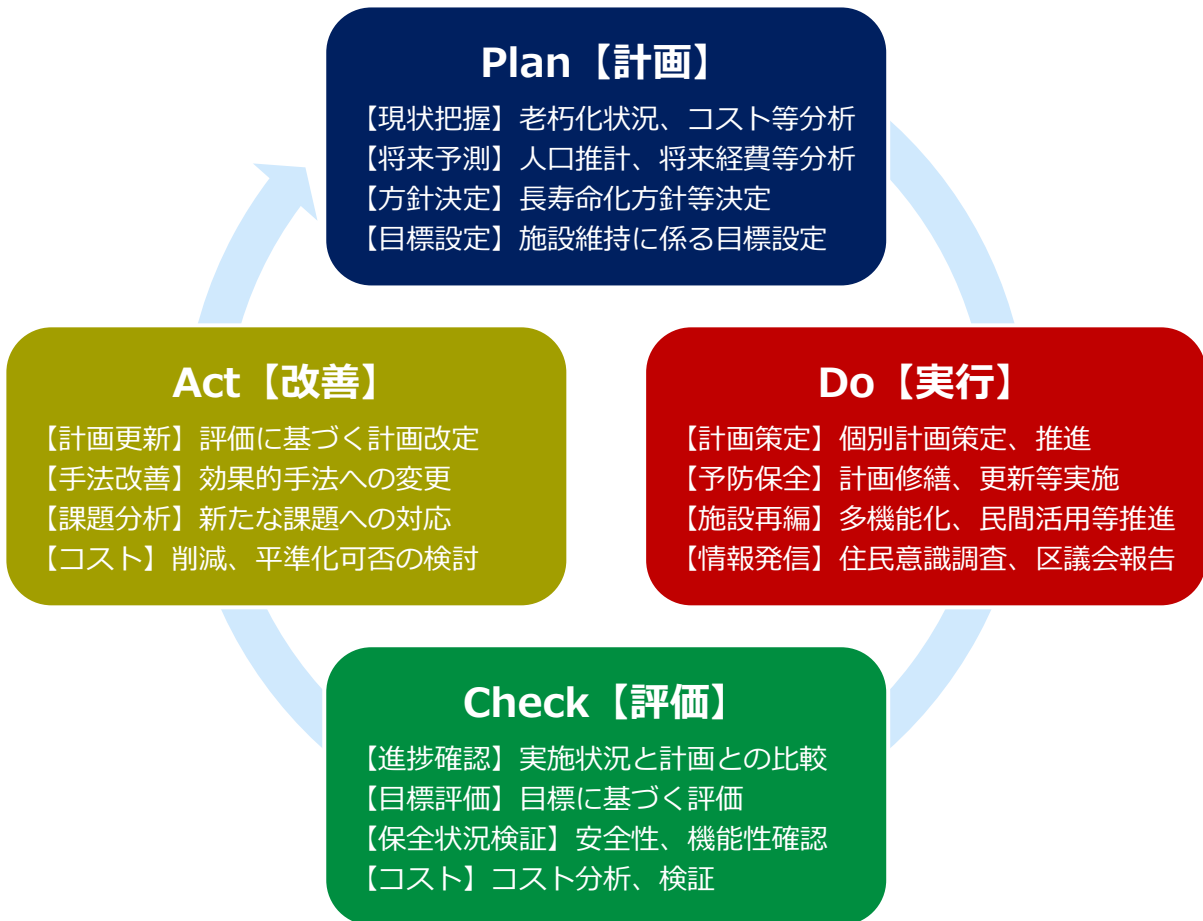 Plan【計画】
【現状把握】老朽化状況、コスト等分析
【将来予測】人口推計、将来経費等分析
【方針決定】長寿命化方針等決定
【目標設定】施設維持に係る目標設定
Do【実行】
【計画策定】個別計画策定、推進
【予防保全】計画修繕、更新等実施
【施設再編】多機能化、民間活用等推進
【情報発信】住民意識調査、区議会報告
Check【評価】
【進捗確認】実施状況と計画との比較
【目標評価】目標に基づく評価
【保全状況検証】安全性、機能性確認
【コスト】コスト分析、検証
Act【改善】
【計画更新】評価に基づく計画改定
【手法改善】効果的手法への変更
【課題分析】新たな課題への対応
【コスト】削減、平準化可否の検討